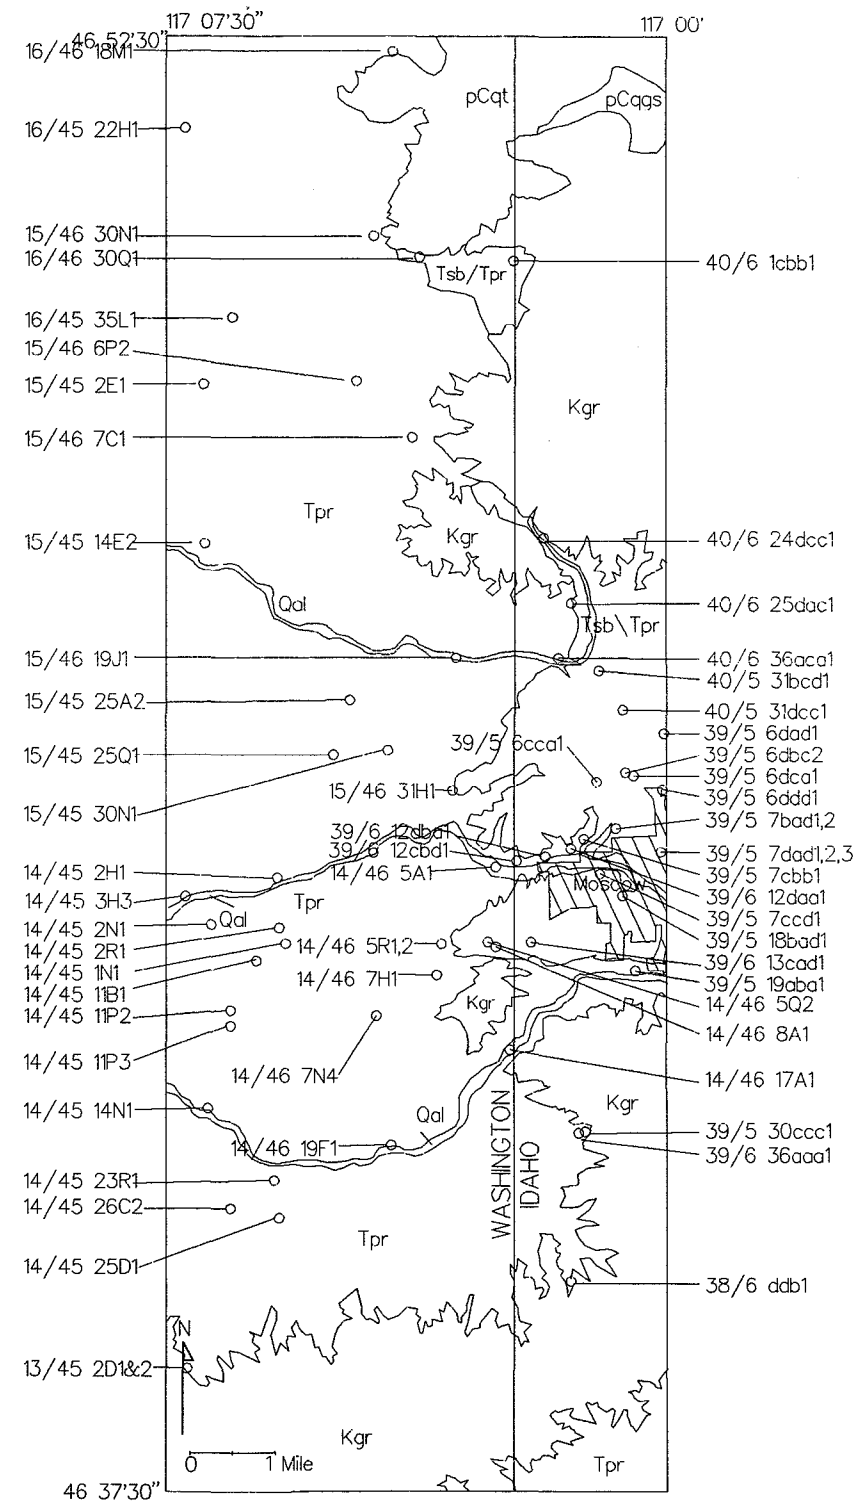 117 07'30"
117 00'
46 52'30"
16/46 18M1
pCqt
pCqgs
16/45 22H1
15/46 30N1
16/46 30Q1
Tsb/Tpr
40/6 1cbb1
16/45 35L1
15/46 6P2
15/45 2E1
Kgr
15/46 7C1
Tpr
Kgr
15/45 14E2
40/6 24dcc1
Qal
40/6 25dac1
Tsb\Tpr
15/46 19J1
40/6 36aca1
40/5 31bcd1
15/45 25A2
40/5 31dcc1
39/5 6dad1
39/5 6cca1
15/45 25Q1
39/5 6dbc2
39/5 6dca1
15/46 31H1
39/5 6ddd1
15/45 30N1
39/5 7bad1,2
39/6 12dba1
39/6 12cbd1
39/5 7dad1,2,3
14/45 2H1
14/46 5A1
39/5 7cbb1
Moscow
14/45 3H3
Tpr
39/6 12daa1
Qal
39/5 7ccd1
14/45 2N1
14/45 2R1
14/46 5R1,2
39/5 18bad1
14/45 1N1
39/6 13cad1
14/46 7H1
39/5 19aba1
14/45 11B1
Kgr
14/46 5Q2
14/45 11P2
14/46 8A1
14/45 11P3
14/46 7N4
14/46 17A1
14/45 14N1
Kgr
Qal
WASHINGTON
IDAHO
39/5 30ccc1
14/46 19F1
39/6 36aaa1
14/45 23R1
14/45 26C2
Tpr
14/45 25D1
38/6 ddb1
N
13/45 2D1&2
Kgr
Tpr
0 1 Mile
46 37'30"